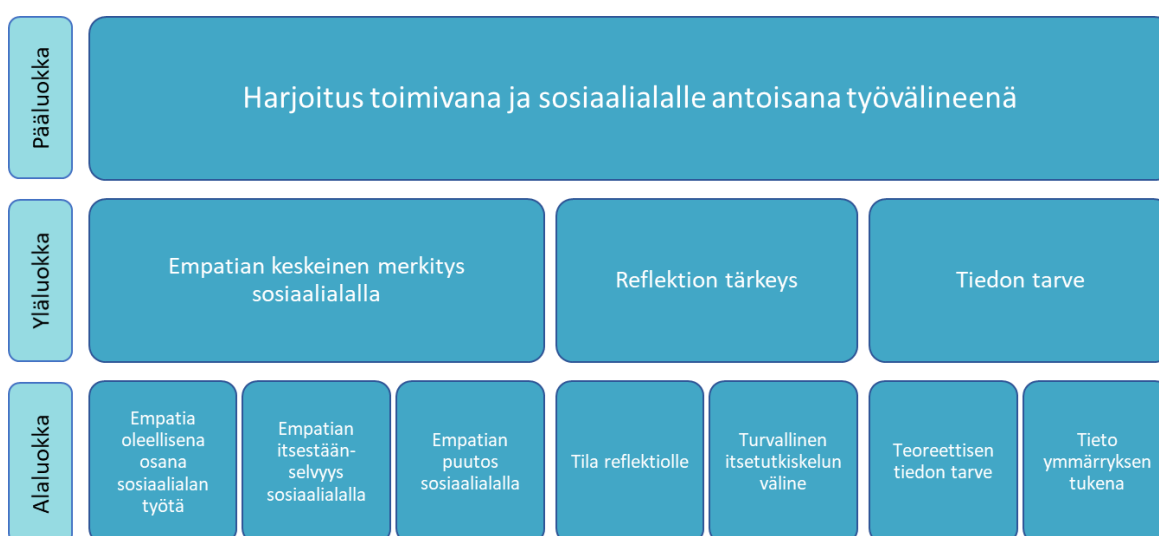 Pääluokka
Harjoitus toimivana ja sosiaalialalle antoisana työvälineenä
Yläluokka
Empatian keskeinen merkitys
sosiaalialalla
Reflektion tärkeys
Tiedon tarve
Alaluokka
Empatia
oleellisena
osana
sosiaalialan
työtä
Empatian
itsestään-
selvyys
sosiaalialalla
Empatian
puutos
sosiaalialalla
Tila reflektiolle
Turvallinen
itsetutkiskelun
väline
Teoreettisen
tiedon tarve
Tieto
ymmärryksen
tukena